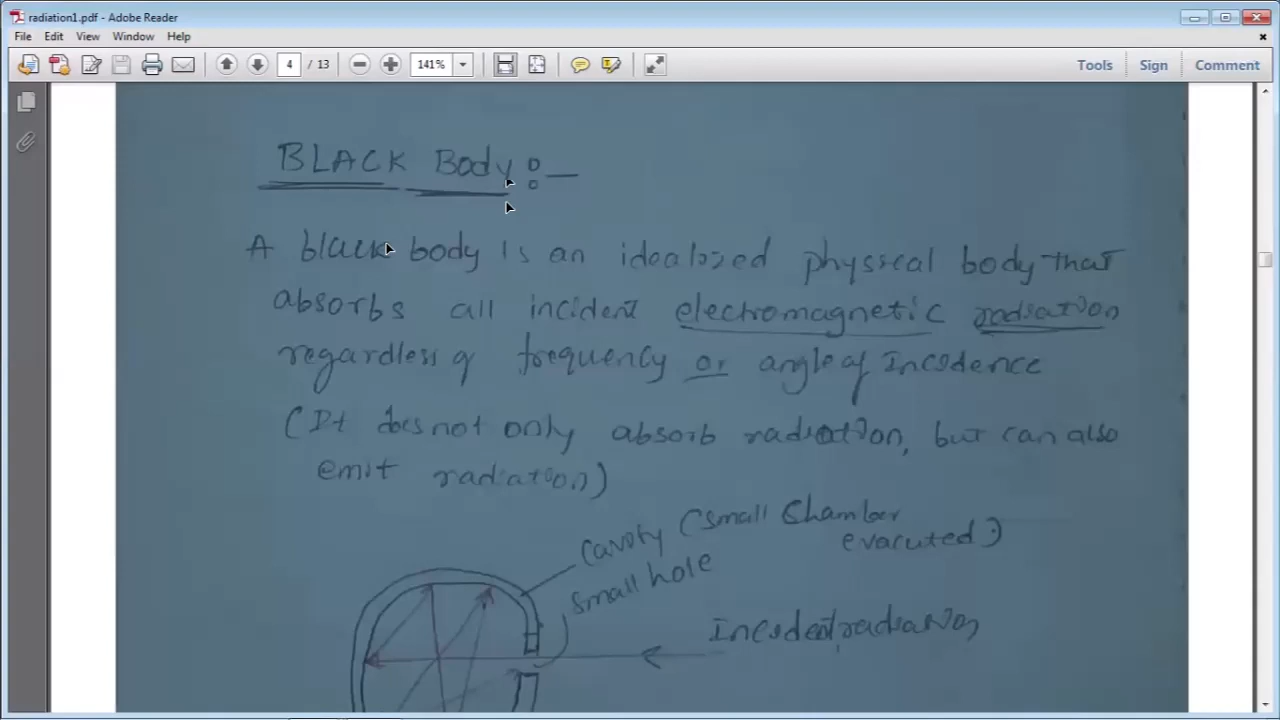 radiation1.pdf - Adobe Reader
File Edit View Window Help
4 / 13 141% Tools Sign Comment
BLACK Body :-
A black body is an idealized physical body that
absorbs all incident electromagnetic radiation
regardless of frequency or angle of Incidence
(It does not only absorb radiation, but can also
emit radiation)
cavity (small chamber
evacuted)
small hole
Incident radiation